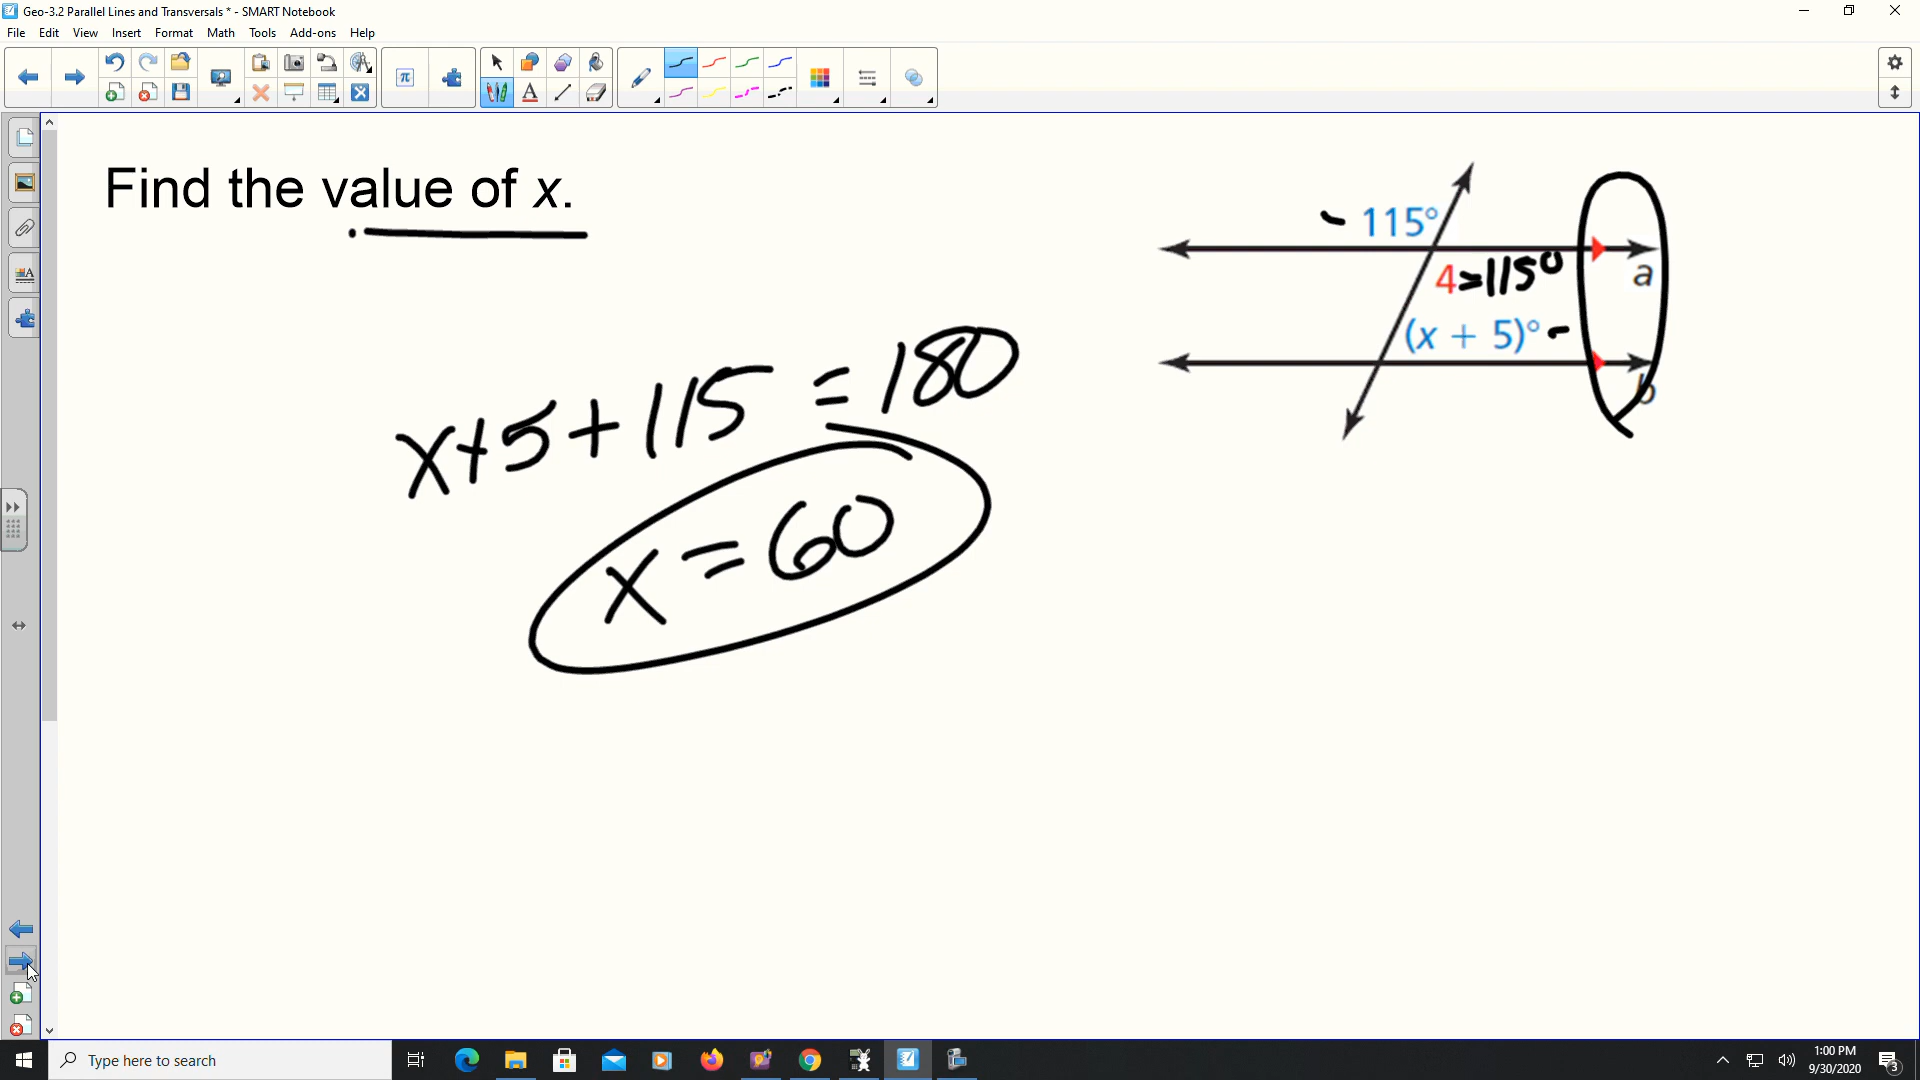 Geo-3.2 Parallel Lines and Transversals * - SMART Notebook
File Edit View Insert Format Math Tools Add-ons Help
π A
Find the value of x.
115°
4=115°
a
(x + 5)°
b
x+5+115=180
x=60
Type here to search
1:00 PM
9/30/2020
3